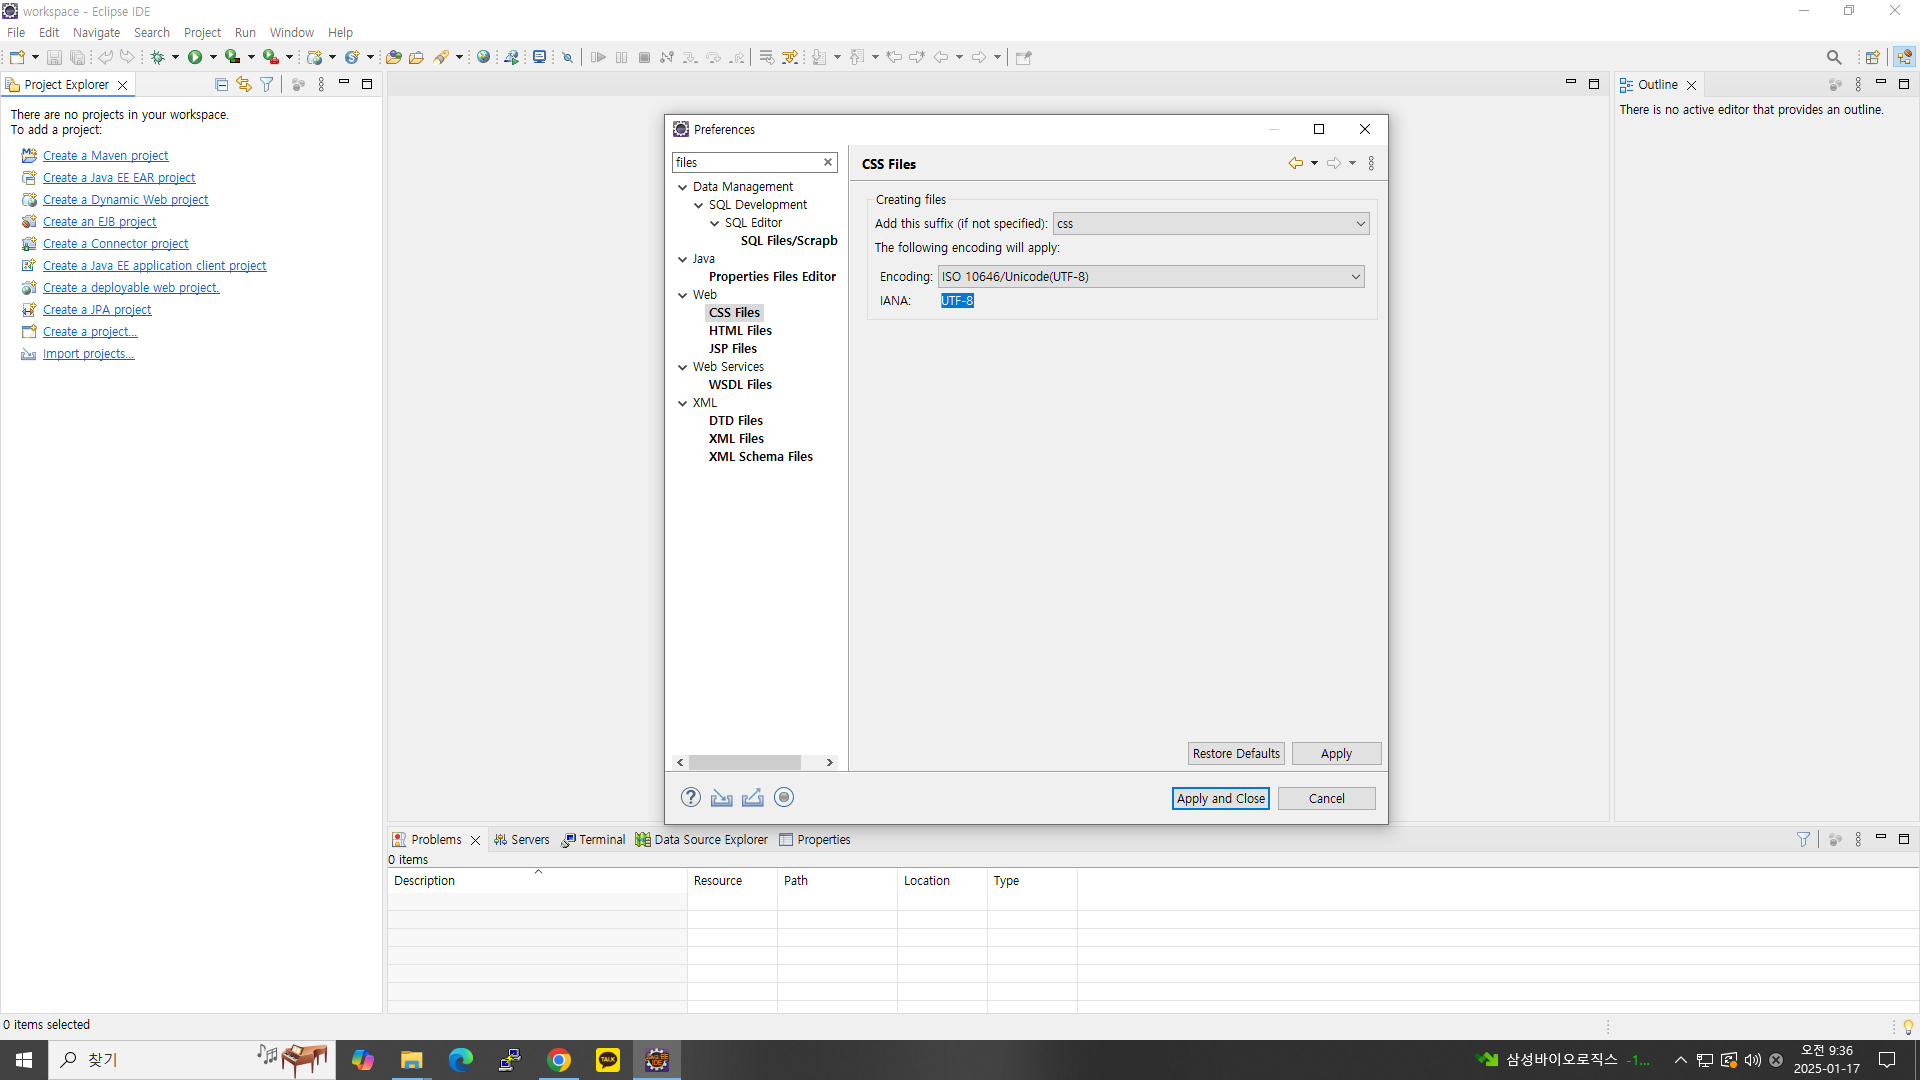 workspace - Eclipse IDE
File Edit Navigate Search Project Run Window Help
Project Explorer
There are no projects in your workspace.
To add a project:
Create a Maven project
Create a Java EE EAR project
Create a Dynamic Web project
Create an EJB project
Create a Connector project
Create a Java EE application client project
Create a deployable web project.
Create a JPA project
Create a project...
Import projects...
Outline
There is no active editor that provides an outline.
Preferences
files
Data Management
SQL Development
SQL Editor
SQL Files/Scrapb
Java
Properties Files Editor
Web
CSS Files
HTML Files
JSP Files
Web Services
WSDL Files
XML
DTD Files
XML Files
XML Schema Files
CSS Files
Creating files
Add this suffix (if not specified): css
The following encoding will apply:
Encoding: ISO 10646/Unicode(UTF-8)
IANA: UTF-8
Restore Defaults Apply
Apply and Close Cancel
Problems Servers Terminal Data Source Explorer Properties
0 items
Description Resource Path Location Type
0 items selected
찾기
TALK
Java EE
IDE
삼성바이오로직스 -1...
오전 9:36
2025-01-17